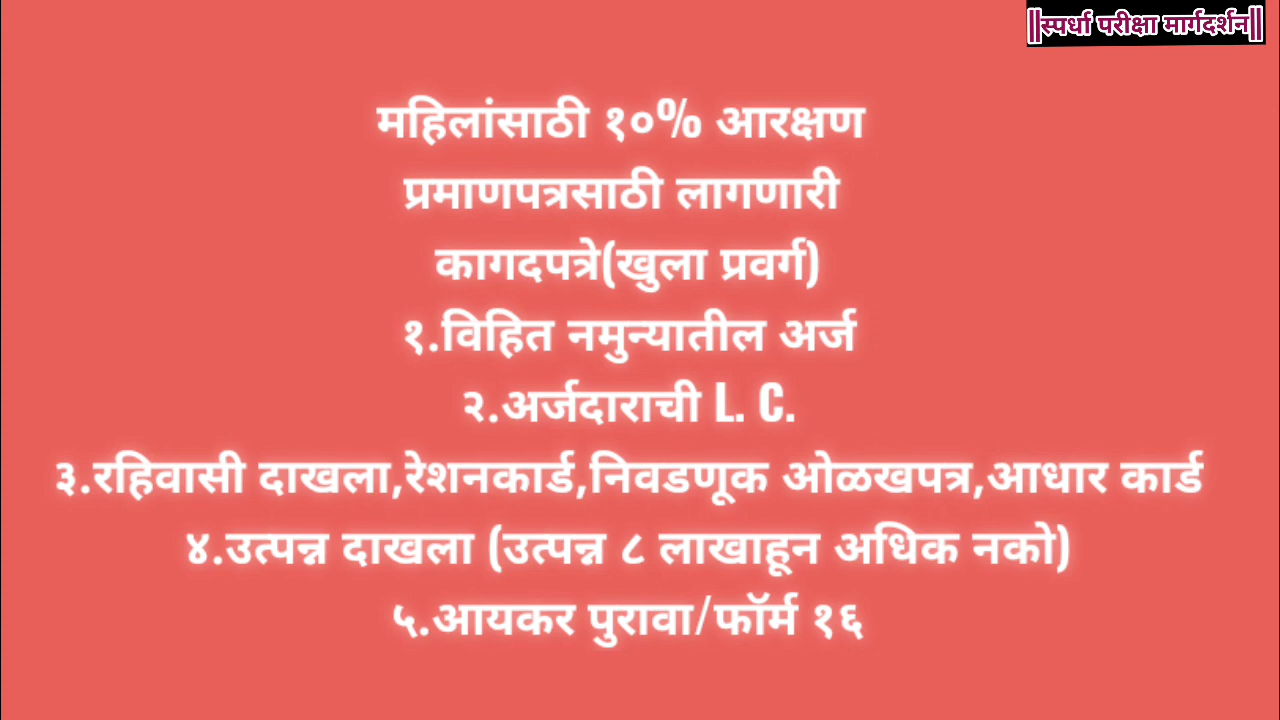 ||स्पर्धा परीक्षा मार्गदर्शन||
महिलांसाठी १०% आरक्षण
प्रमाणपत्रसाठी लागणारी
कागदपत्रे(खुला प्रवर्ग)
१.विहित नमुन्यातील अर्ज
२.अर्जदाराची L. C.
३.रहिवासी दाखला,रेशनकार्ड,निवडणूक ओळखपत्र,आधार कार्ड
४.उत्पन्न दाखला (उत्पन्न ८ लाखाहून अधिक नको)
५.आयकर पुरावा/फॉर्म १६